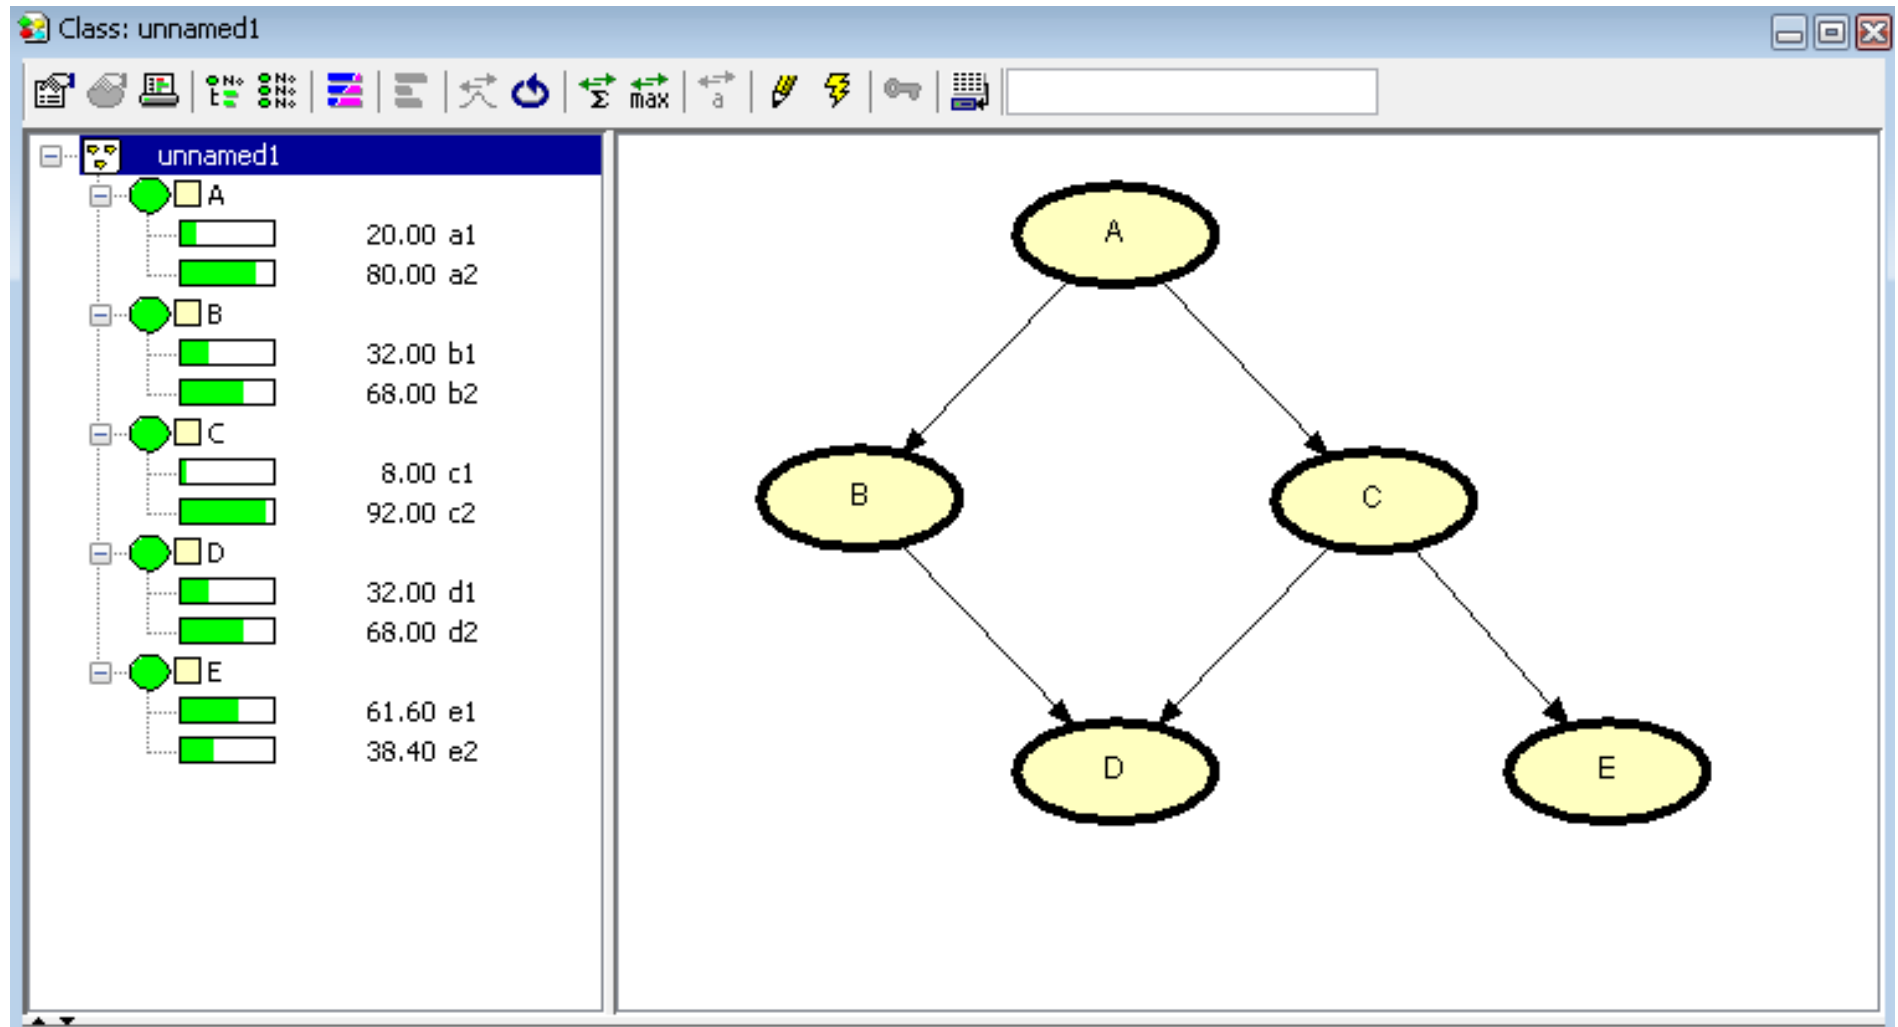 Class: unnamed1
N° N°
t N°
Σ max a
unnamed1
A
20.00 a1
80.00 a2
B
32.00 b1
68.00 b2
C
8.00 c1
92.00 c2
D
32.00 d1
68.00 d2
E
61.60 e1
38.40 e2
A
B
C
D
E